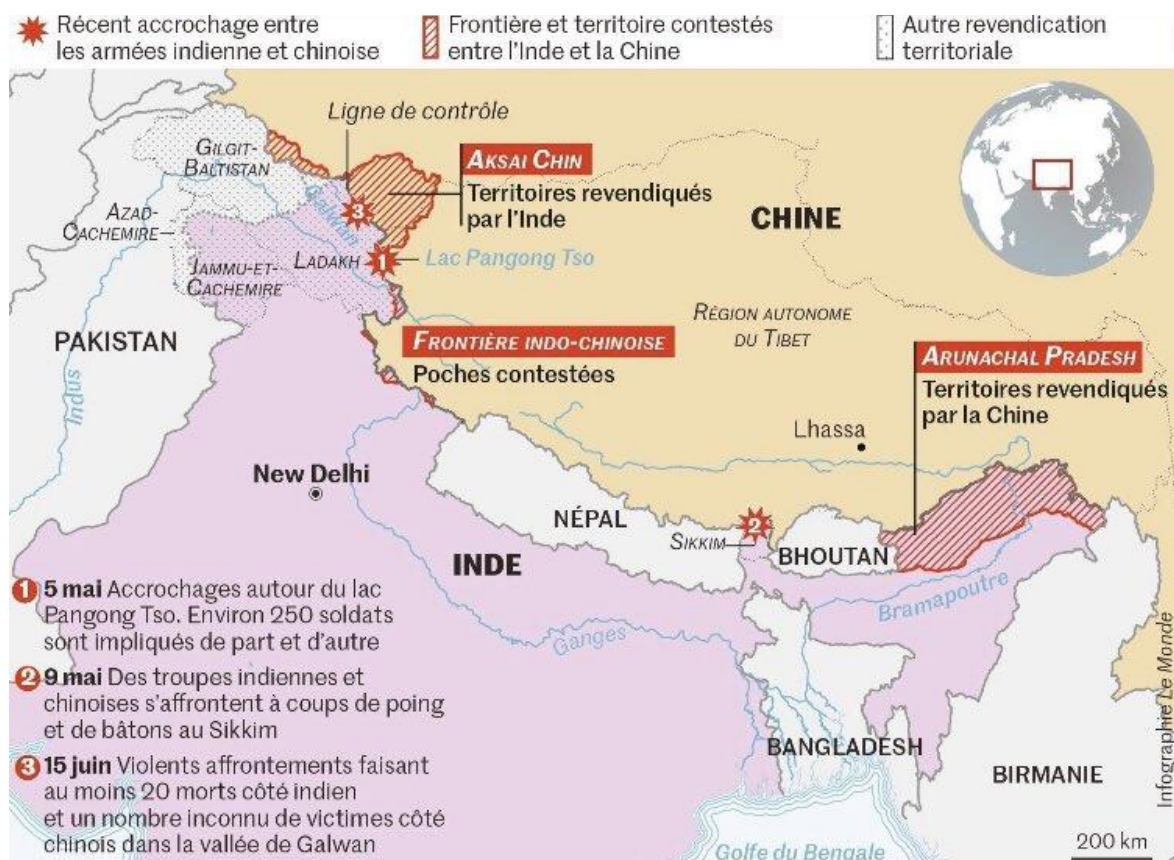 Récent accrochage entre
les armées indienne et chinoise
Frontière et territoire contestés
entre l'Inde et la Chine
Autre revendication
territoriale
Ligne de contrôle
GILGIT-
BALTISTAN
AKSAI CHIN
Territoires revendiqués
par l'Inde
AZAD-
CACHEMIRE
Galwan
3
CHINE
LADAKH
1
Lac Pangong Tso
JAMMU-ET-
CACHEMIRE
PAKISTAN
RÉGION AUTONOME
DU TIBET
FRONTIÈRE INDO-CHINOISE
Poches contestées
ARUNACHAL PRADESH
Territoires revendiqués
par la Chine
Indus
Lhassa
New Delhi
NÉPAL
2
SIKKIM
BHOUTAN
INDE
Bramapoutre
Ganges
1 5 mai Accrochages autour du lac
Pangong Tso. Environ 250 soldats
sont impliqués de part et d'autre
2 9 mai Des troupes indiennes et
chinoises s'affrontent à coups de poing
et de bâtons au Sikkim
3 15 juin Violents affrontements faisant
au moins 20 morts côté indien
et un nombre inconnu de victimes côté
chinois dans la vallée de Galwan
BANGLADESH
BIRMANIE
Golfe du Bengale
200 km
Infographie Le Monde